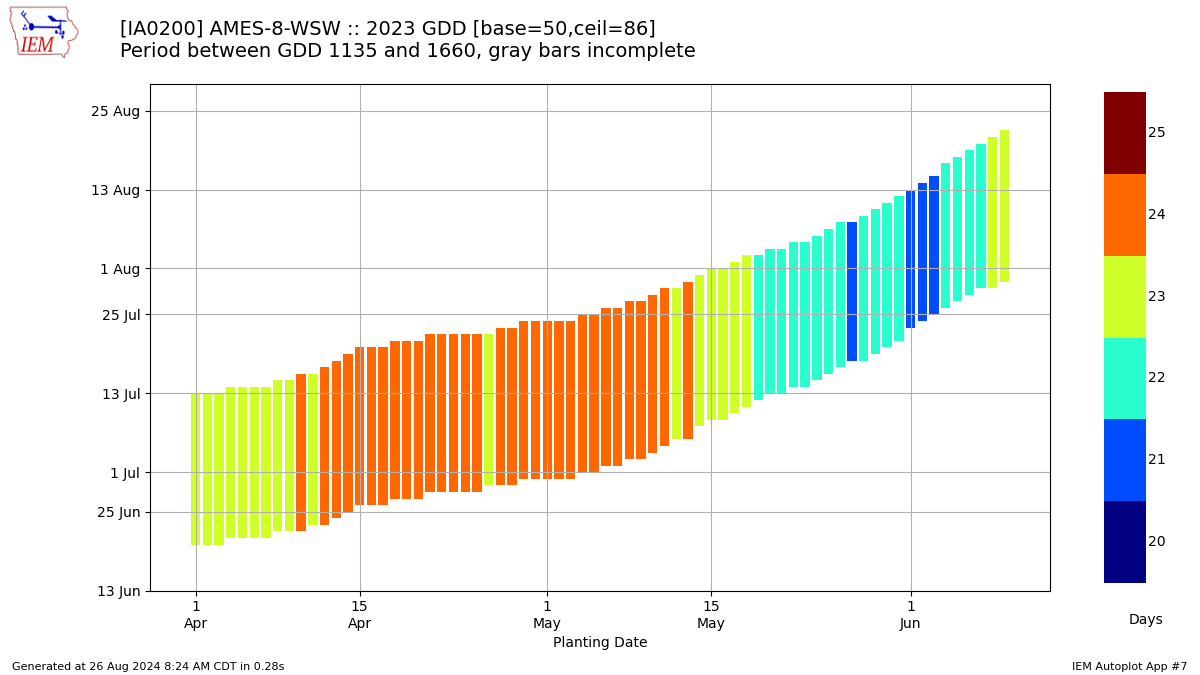 IEM
[IA0200] AMES-8-WSW :: 2023 GDD [base=50,ceil=86]
Period between GDD 1135 and 1660, gray bars incomplete
25 Aug
13 Aug
1 Aug
25 Jul
13 Jul
1 Jul
25 Jun
13 Jun
1
Apr
15
Apr
1
May
15
May
1
Jun
Planting Date
25
24
23
22
21
20
Days
Generated at 26 Aug 2024 8:24 AM CDT in 0.28s
IEM Autoplot App #7